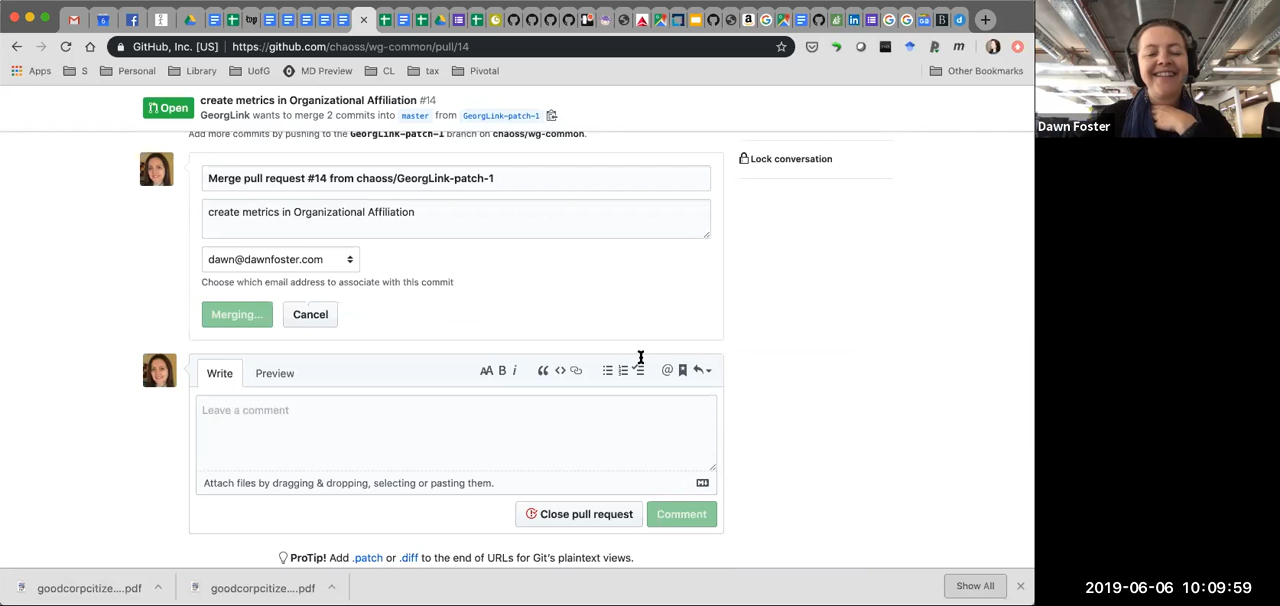 GitHub, Inc. [US]
https://github.com/chaoss/wg-common/pull/14
Apps
S
Personal
Library
UofG
MD Preview
CL
tax
Pivotal
Other Bookmarks
Open
create metrics in Organizational Affiliation #14
GeorgLink wants to merge 2 commits into master from GeorgLink-patch-1
Add more commits by pushing to the GeorgLink-patch-1 branch on chaoss/wg-common.
Lock conversation
Merge pull request #14 from chaoss/GeorgLink-patch-1
create metrics in Organizational Affiliation
dawn@dawnfoster.com
Choose which email address to associate with this commit
Merging...
Cancel
Write
Preview
Leave a comment
Attach files by dragging & dropping, selecting or pasting them.
Close pull request
Comment
ProTip! Add .patch or .diff to the end of URLs for Git's plaintext views.
goodcorpcitize....pdf
goodcorpcitize....pdf
Show All
Dawn Foster
2019-06-06 10:09:59